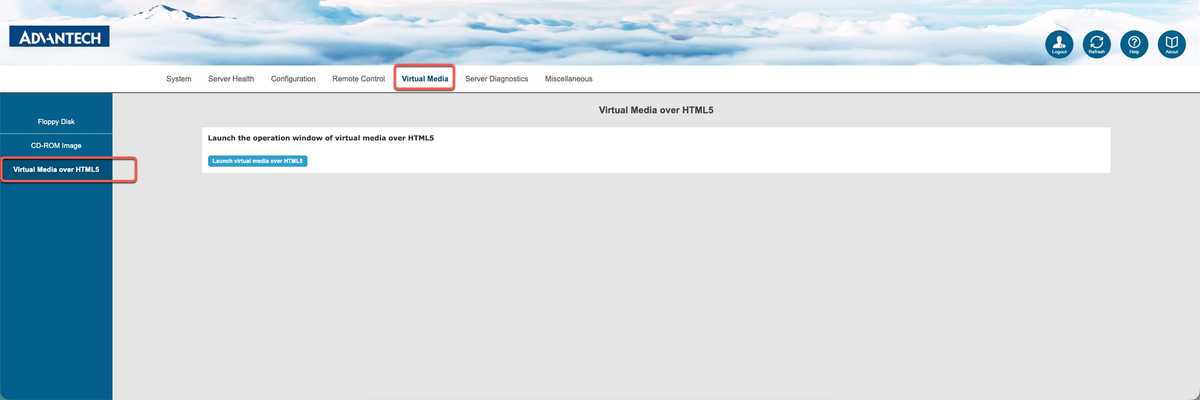 ADVANTECH
Logout
Refresh
Help
About
System
Server Health
Configuration
Remote Control
Virtual Media
Server Diagnostics
Miscellaneous
Floppy Disk
CD-ROM Image
Virtual Media over HTML5
Virtual Media over HTML5
Launch the operation window of virtual media over HTML5
Launch virtual media over HTML5